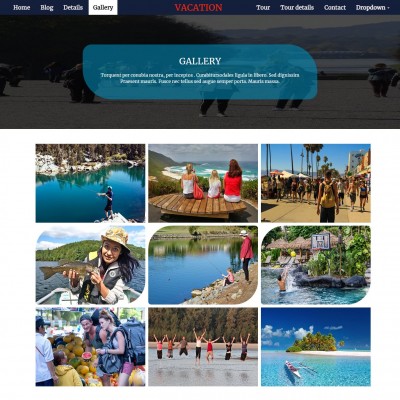 Home Blog Details Gallery VACATION Tour Tour details Contact Dropdown
GALLERY
Torquent per conubia nostra, per inceptos . Curabitursodales ligula in libero. Sed dignissim
Praesent mauris. Fusce nec tellus sed augue semper porta. Mauris massa.